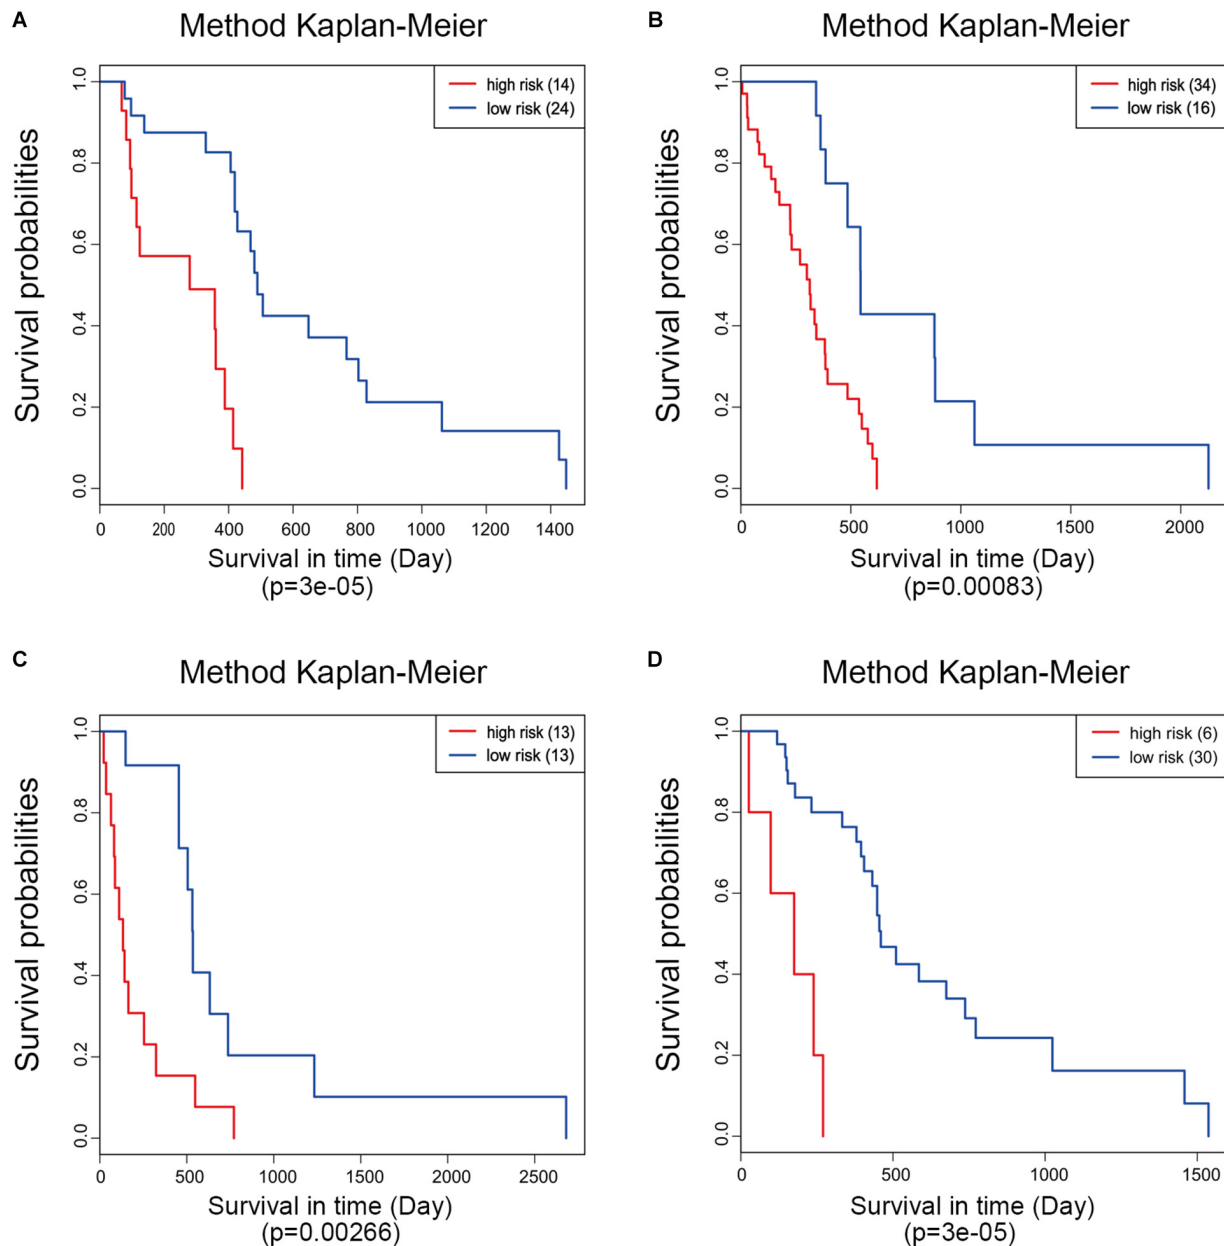 A
Method Kaplan-Meier
high risk (14)
low risk (24)
Survival probabilities
1.0
0.8
0.6
0.4
0.2
0.0
0 200 400 600 800 1000 1200 1400
Survival in time (Day)
(p=3e-05)
B
Method Kaplan-Meier
high risk (34)
low risk (16)
Survival probabilities
1.0
0.8
0.6
0.4
0.2
0.0
0 500 1000 1500 2000
Survival in time (Day)
(p=0.00083)
C
Method Kaplan-Meier
high risk (13)
low risk (13)
Survival probabilities
1.0
0.8
0.6
0.4
0.2
0.0
0 500 1000 1500 2000 2500
Survival in time (Day)
(p=0.00266)
D
Method Kaplan-Meier
high risk (6)
low risk (30)
Survival probabilities
1.0
0.8
0.6
0.4
0.2
0.0
0 500 1000 1500
Survival in time (Day)
(p=3e-05)